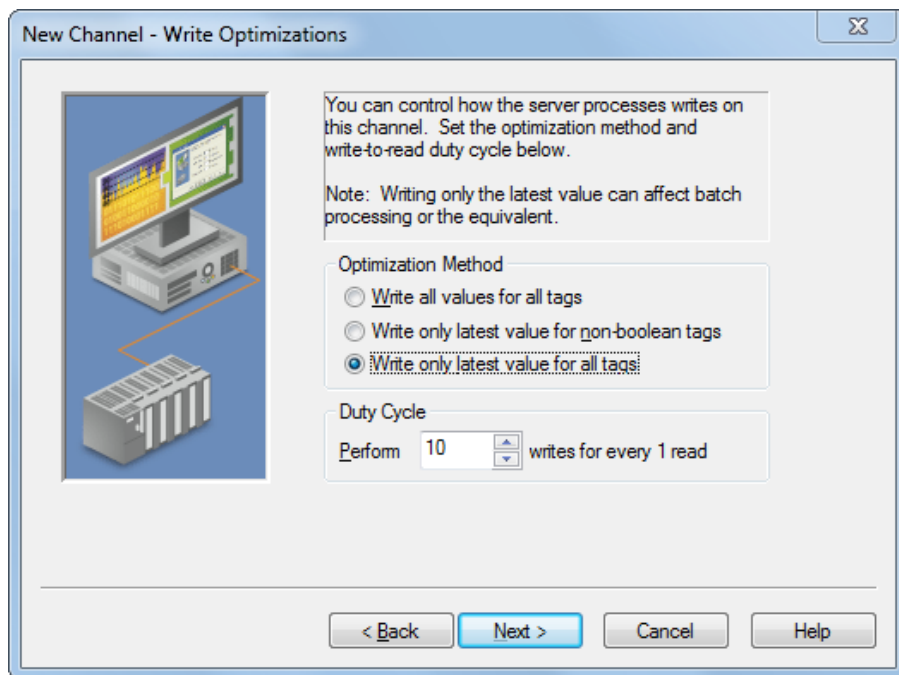 New Channel - Write Optimizations
You can control how the server processes writes on
this channel.  Set the optimization method and
write-to-read duty cycle below.
Note:  Writing only the latest value can affect batch
processing or the equivalent.
Optimization Method
Write all values for all tags
Write only latest value for non-boolean tags
Write only latest value for all tags
Duty Cycle
Perform 10 writes for every 1 read
< Back Next > Cancel Help